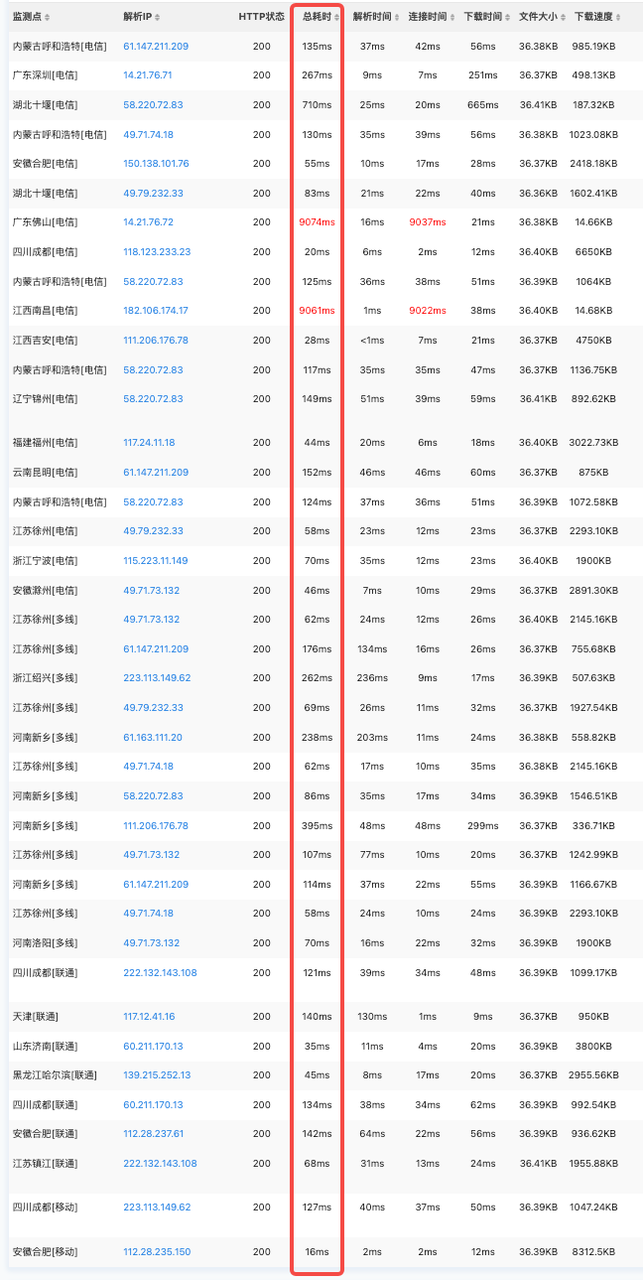 监测点 解析IP HTTP状态 总耗时 解析时间 连接时间 下载时间 文件大小 下载速度
内蒙古呼和浩特[电信] 61.147.211.209 200 135ms 37ms 42ms 56ms 36.38KB 985.19KB
广东深圳[电信] 14.21.76.71 200 267ms 9ms 7ms 251ms 36.38KB 498.13KB
湖北十堰[电信] 58.220.72.83 200 710ms 25ms 20ms 665ms 36.41KB 187.32KB
内蒙古呼和浩特[电信] 49.71.74.18 200 130ms 35ms 39ms 56ms 36.38KB 1023.08KB
安徽合肥[电信] 150.138.101.76 200 55ms 10ms 17ms 28ms 36.37KB 2418.18KB
湖北十堰[电信] 49.79.232.33 200 83ms 21ms 22ms 40ms 36.36KB 1602.41KB
广东佛山[电信] 14.21.76.72 200 9074ms 16ms 9037ms 21ms 36.38KB 14.66KB
四川成都[电信] 118.123.233.23 200 20ms 6ms 2ms 12ms 36.40KB 6650KB
内蒙古呼和浩特[电信] 58.220.72.83 200 125ms 36ms 38ms 51ms 36.39KB 1064KB
江西南昌[电信] 182.106.174.17 200 9061ms 1ms 9022ms 38ms 36.40KB 14.68KB
江西吉安[电信] 111.206.176.78 200 28ms <1ms 7ms 21ms 36.37KB 4750KB
内蒙古呼和浩特[电信] 58.220.72.83 200 117ms 35ms 35ms 47ms 36.37KB 1136.75KB
辽宁锦州[电信] 58.220.72.83 200 149ms 51ms 39ms 59ms 36.41KB 892.62KB
福建福州[电信] 117.24.11.18 200 44ms 20ms 6ms 18ms 36.40KB 3022.73KB
云南昆明[电信] 61.147.211.209 200 152ms 46ms 46ms 60ms 36.37KB 875KB
内蒙古呼和浩特[电信] 58.220.72.83 200 124ms 37ms 36ms 51ms 36.39KB 1072.58KB
江苏徐州[电信] 49.79.232.33 200 58ms 23ms 12ms 23ms 36.37KB 2293.10KB
浙江宁波[电信] 115.223.11.149 200 70ms 35ms 12ms 23ms 36.40KB 1900KB
安徽滁州[电信] 49.71.73.132 200 46ms 7ms 10ms 29ms 36.37KB 2891.30KB
江苏徐州[多线] 49.71.73.132 200 62ms 24ms 12ms 26ms 36.40KB 2145.16KB
江苏徐州[多线] 61.147.211.209 200 176ms 134ms 16ms 26ms 36.37KB 755.68KB
浙江绍兴[多线] 223.113.149.62 200 262ms 236ms 9ms 17ms 36.39KB 507.63KB
江苏徐州[多线] 49.79.232.33 200 69ms 26ms 11ms 32ms 36.37KB 1927.54KB
河南新乡[多线] 61.163.111.20 200 238ms 203ms 11ms 24ms 36.38KB 558.82KB
江苏徐州[多线] 49.71.74.18 200 62ms 17ms 10ms 35ms 36.38KB 2145.16KB
河南新乡[多线] 58.220.72.83 200 86ms 35ms 17ms 34ms 36.39KB 1546.51KB
河南新乡[多线] 111.206.176.78 200 395ms 48ms 48ms 299ms 36.37KB 336.71KB
江苏徐州[多线] 49.71.73.132 200 107ms 77ms 10ms 20ms 36.37KB 1242.99KB
河南新乡[多线] 61.147.211.209 200 114ms 37ms 22ms 55ms 36.39KB 1166.67KB
江苏徐州[多线] 49.71.74.18 200 58ms 24ms 10ms 24ms 36.39KB 2293.10KB
河南洛阳[多线] 49.71.73.132 200 70ms 16ms 22ms 32ms 36.39KB 1900KB
四川成都[联通] 222.132.143.108 200 121ms 39ms 34ms 48ms 36.39KB 1099.17KB
天津[联通] 117.12.41.16 200 140ms 130ms 1ms 9ms 36.37KB 950KB
山东济南[联通] 60.211.170.13 200 35ms 11ms 4ms 20ms 36.39KB 3800KB
黑龙江哈尔滨[联通] 139.215.252.13 200 45ms 8ms 17ms 20ms 36.37KB 2955.56KB
四川成都[联通] 60.211.170.13 200 134ms 38ms 34ms 62ms 36.39KB 992.54KB
安徽合肥[联通] 112.28.237.61 200 142ms 64ms 22ms 56ms 36.39KB 936.62KB
江苏镇江[联通] 222.132.143.108 200 68ms 31ms 13ms 24ms 36.41KB 1955.88KB
四川成都[移动] 223.113.149.62 200 127ms 40ms 37ms 50ms 36.39KB 1047.24KB
安徽合肥[移动] 112.28.235.150 200 16ms 2ms 2ms 12ms 36.39KB 8312.5KB